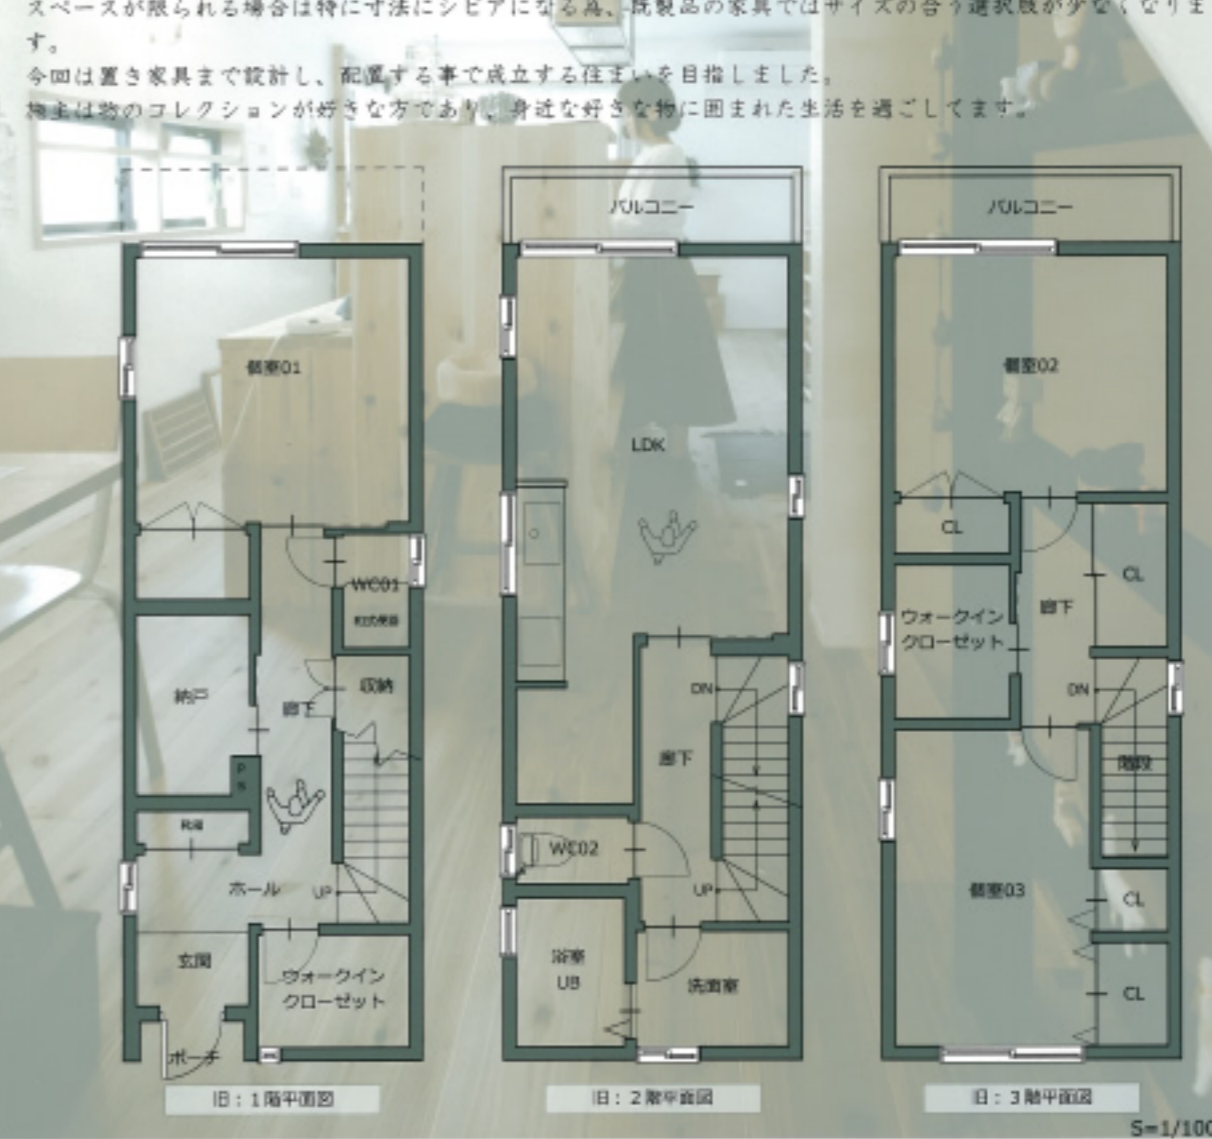 スペースが限られる場合は特に寸法にシビアになる為、既製品の家具ではサイズの合う選択肢が少なくなりま
す。
今回は置き家具まで設計し、配置する事で成立する住まいを目指しました。
施主は物のコレクションが好きな方であり、身近な好きな物に囲まれた生活を過ごしてます。
個室01
WC01
納戸
廊下
収納
PS
ホール
UP
玄関
ウォークイン
クローゼット
ポーチ
旧：1階平面図
バルコニー
LDK
DN
廊下
WC02
UP
浴室
UB
洗面室
旧：2階平面図
バルコニー
個室02
CL
CL
ウォークイン
クローゼット
廊下
DN
階段
個室03
CL
CL
旧：3階平面図
S=1/100